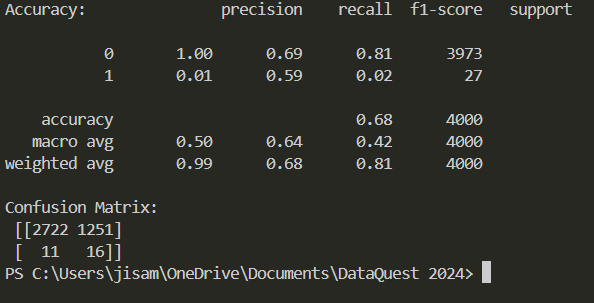 Accuracy:               precision    recall  f1-score   support

           0       1.00      0.69      0.81      3973
           1       0.01      0.59      0.02        27

    accuracy                           0.68      4000
   macro avg       0.50      0.64      0.42      4000
weighted avg       0.99      0.68      0.81      4000

Confusion Matrix:
 [[2722 1251]
 [  11   16]]
PS C:\Users\jisam\OneDrive\Documents\DataQuest 2024>